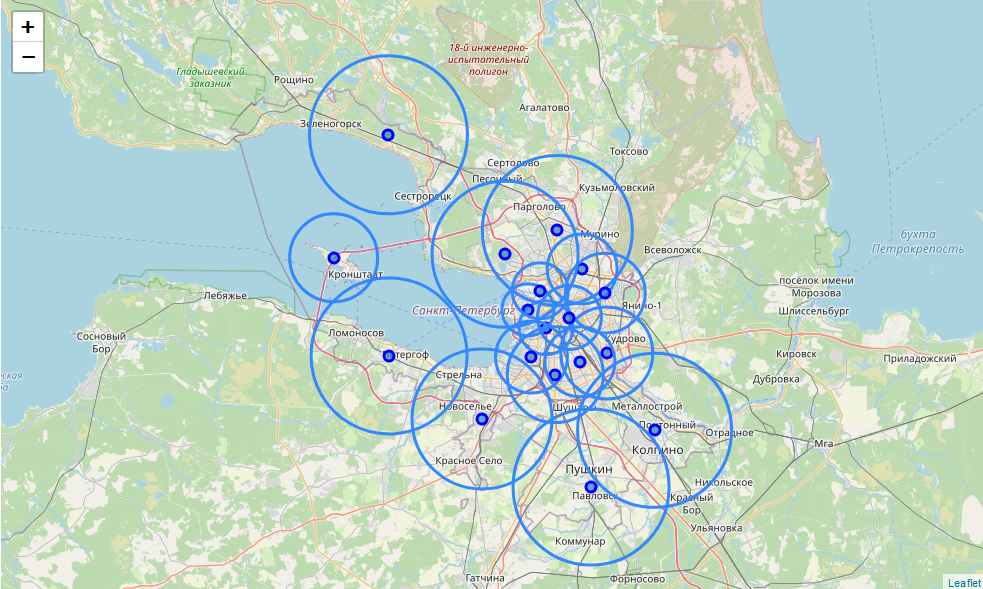 +
−
18-й инженерно-
испытательный
полигон
Гладышевский
заказник
Рощино
Агалатово
Зеленогорск
Токсово
Сертолово
Песочный
Кузьмоловский
Сестрорецк
Парголово
Мурино
Всеволожск
бухта
Петрокрепость
Кронштадт
посёлок имени
Морозова
Лебяжье
Янино-1
Санкт-Петербург
Шлиссельбург
Сосновый
Бор
Ломоносов
Кудрово
тергоф
Кировск
Приладожский
ская
Стрельна
Дубровка
Новоселье
Шушары
Металлострой
Понтонный
Отрадное
Мга
Колпино
Красное Село
Пушкин
Никольское
Павловск
Красный
Бор
Ульяновка
Коммунар
Гатчина
Форносово
Leaflet